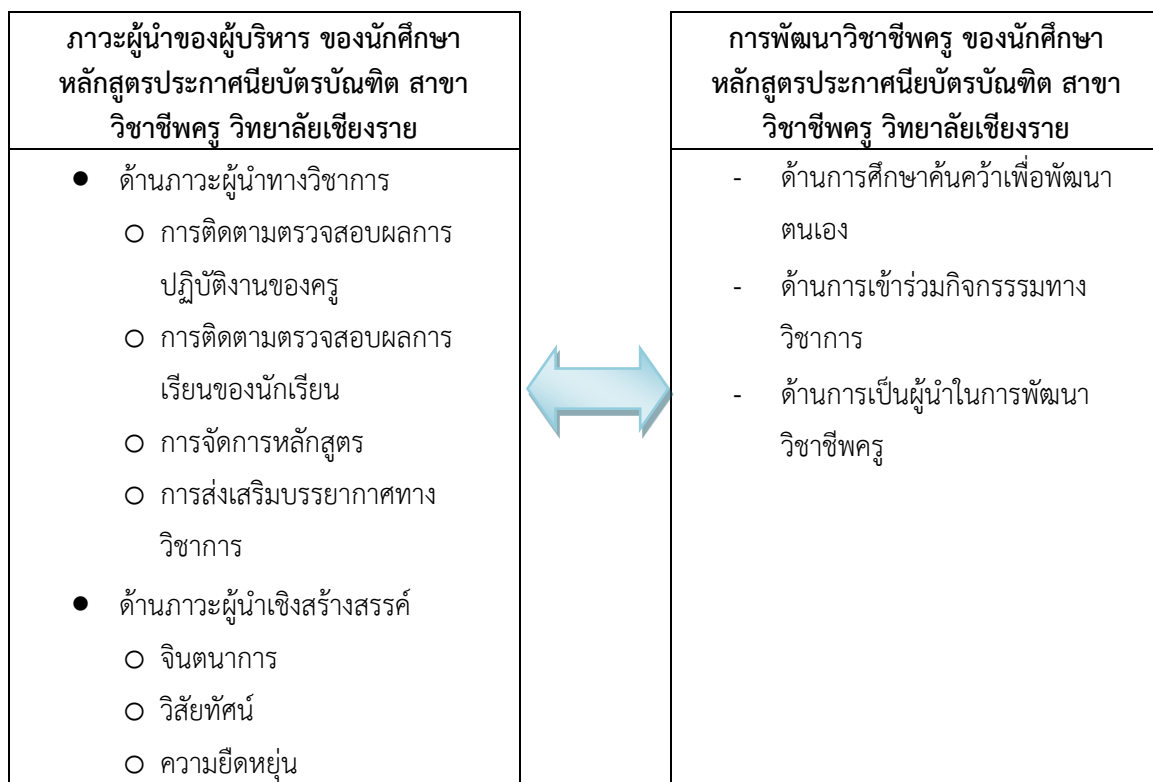 ภาวะผู้นำของผู้บริหาร ของนักศึกษา
หลักสูตรประกาศนียบัตรบัณฑิต สาขา
วิชาชีพครู วิทยาลัยเชียงราย
● ด้านภาวะผู้นำทางวิชาการ
o การติดตามตรวจสอบผลการ
ปฏิบัติงานของครู
o การติดตามตรวจสอบผลการ
เรียนของนักเรียน
o การจัดการหลักสูตร
o การส่งเสริมบรรยากาศทาง
วิชาการ
● ด้านภาวะผู้นำเชิงสร้างสรรค์
o จินตนาการ
o วิสัยทัศน์
o ความยืดหยุ่น
การพัฒนาวิชาชีพครู ของนักศึกษา
หลักสูตรประกาศนียบัตรบัณฑิต สาขา
วิชาชีพครู วิทยาลัยเชียงราย
- ด้านการศึกษาค้นคว้าเพื่อพัฒนา
ตนเอง
- ด้านการเข้าร่วมกิจกรรรมทาง
วิชาการ
- ด้านการเป็นผู้นำในการพัฒนา
วิชาชีพครู